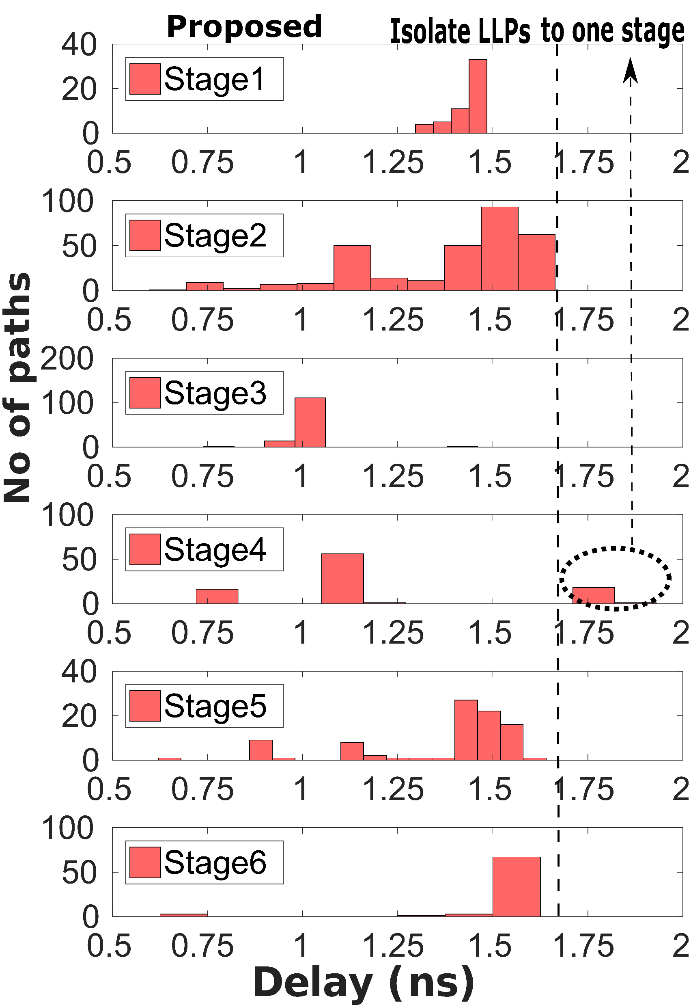 Proposed
Isolate LLPs to one stage
40
20
0
Stage1
0.5 0.75 1 1.25 1.5 1.75 2
100
50
0
Stage2
0.5 0.75 1 1.25 1.5 1.75 2
200
100
0
Stage3
0.5 0.75 1 1.25 1.5 1.75 2
100
50
0
Stage4
0.5 0.75 1 1.25 1.5 1.75 2
40
20
0
Stage5
0.5 0.75 1 1.25 1.5 1.75 2
100
50
0
Stage6
0.5 0.75 1 1.25 1.5 1.75 2
No of paths
Delay (ns)